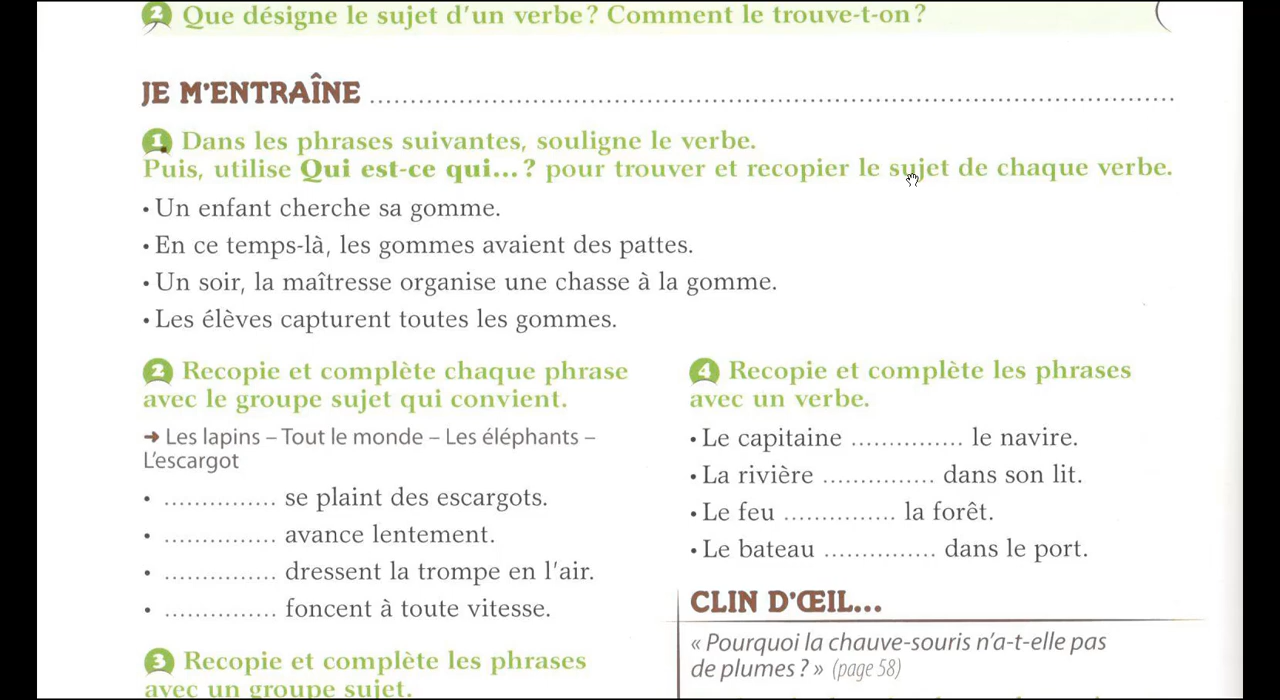 2 Que désigne le sujet d'un verbe ? Comment le trouve-t-on ?
JE M'ENTRAÎNE
1 Dans les phrases suivantes, souligne le verbe.
Puis, utilise Qui est-ce qui... ? pour trouver et recopier le sujet de chaque verbe.
• Un enfant cherche sa gomme.
• En ce temps-là, les gommes avaient des pattes.
• Un soir, la maîtresse organise une chasse à la gomme.
• Les élèves capturent toutes les gommes.
2 Recopie et complète chaque phrase
avec le groupe sujet qui convient.
➜ Les lapins – Tout le monde – Les éléphants –
L'escargot
• ............... se plaint des escargots.
• ............... avance lentement.
• ............... dressent la trompe en l'air.
• ............... foncent à toute vitesse.
3 Recopie et complète les phrases
avec un groupe sujet.
4 Recopie et complète les phrases
avec un verbe.
• Le capitaine ............... le navire.
• La rivière ............... dans son lit.
• Le feu ............... la forêt.
• Le bateau ............... dans le port.
CLIN D'ŒIL...
« Pourquoi la chauve-souris n'a-t-elle pas
de plumes ? » (page 58)